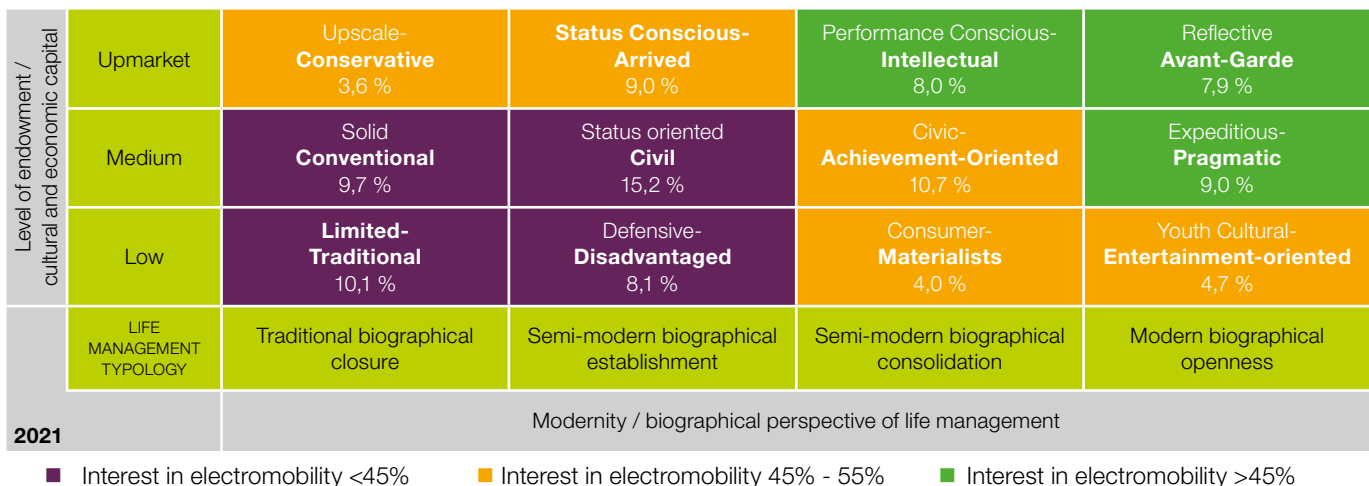 Level of endowment /
cultural and economic capital
Upmarket
Upscale-
Conservative
3,6 %
Status Conscious-
Arrived
9,0 %
Performance Conscious-
Intellectual
8,0 %
Reflective
Avant-Garde
7,9 %
Medium
Solid
Conventional
9,7 %
Status oriented
Civil
15,2 %
Civic-
Achievement-Oriented
10,7 %
Expeditious-
Pragmatic
9,0 %
Low
Limited-
Traditional
10,1 %
Defensive-
Disadvantaged
8,1 %
Consumer-
Materialists
4,0 %
Youth Cultural-
Entertainment-oriented
4,7 %
LIFE
MANAGEMENT
TYPOLOGY
Traditional biographical
closure
Semi-modern biographical
establishment
Semi-modern biographical
consolidation
Modern biographical
openness
2021
Modernity / biographical perspective of life management
Interest in electromobility <45%
Interest in electromobility 45% - 55%
Interest in electromobility >45%